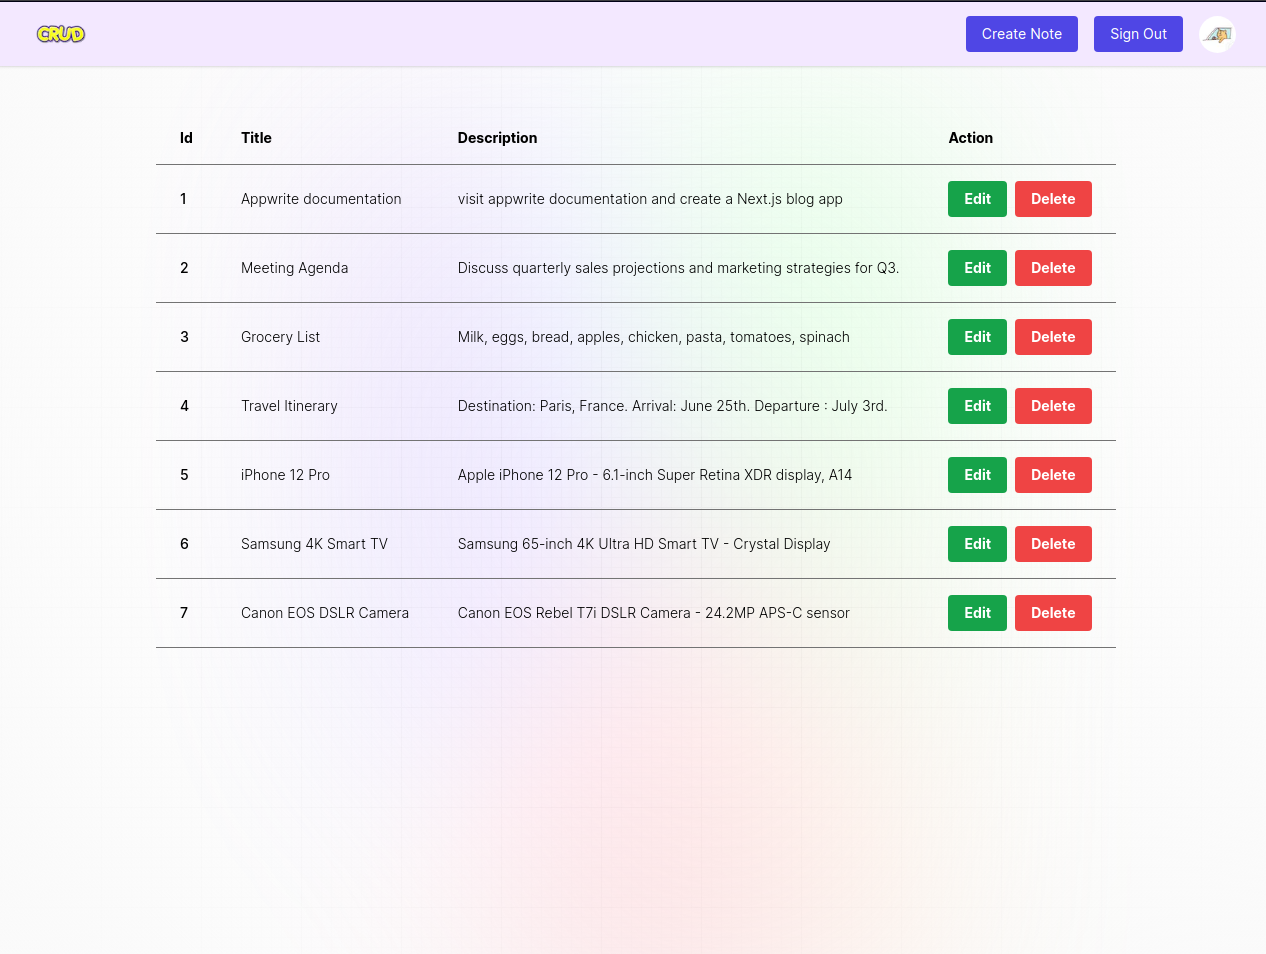 CRUD Create Note Sign Out
Id Title Description Action
1 Appwrite documentation visit appwrite documentation and create a Next.js blog app Edit Delete
2 Meeting Agenda Discuss quarterly sales projections and marketing strategies for Q3. Edit Delete
3 Grocery List Milk, eggs, bread, apples, chicken, pasta, tomatoes, spinach Edit Delete
4 Travel Itinerary Destination: Paris, France. Arrival: June 25th. Departure : July 3rd. Edit Delete
5 iPhone 12 Pro Apple iPhone 12 Pro - 6.1-inch Super Retina XDR display, A14 Edit Delete
6 Samsung 4K Smart TV Samsung 65-inch 4K Ultra HD Smart TV - Crystal Display Edit Delete
7 Canon EOS DSLR Camera Canon EOS Rebel T7i DSLR Camera - 24.2MP APS-C sensor Edit Delete